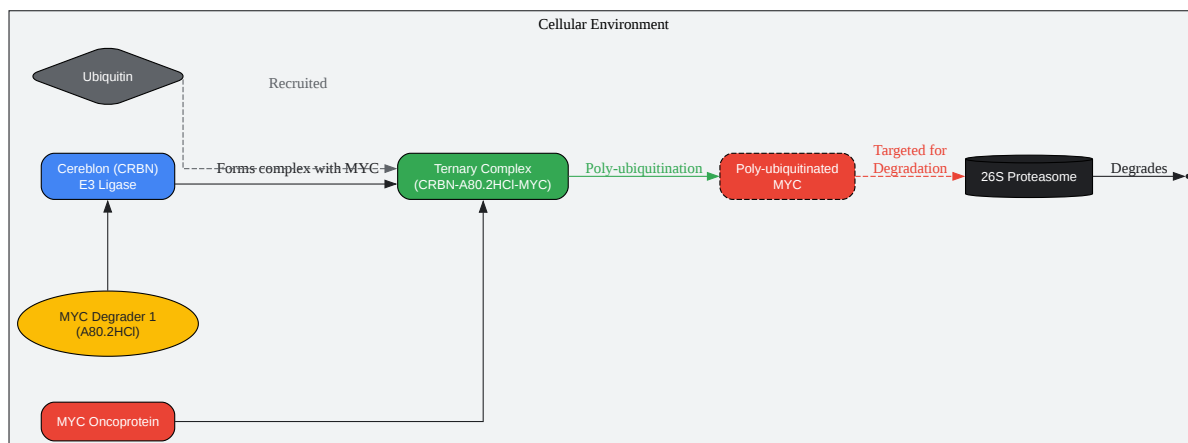 Cellular Environment
Ubiquitin
Recruited
Cereblon (CRBN)
E3 Ligase
Forms complex with MYC
Ternary Complex
(CRBN-A80.2HCl-MYC)
Poly-ubiquitination
Poly-ubiquitinated
MYC
Targeted for
Degradation
26S Proteasome
Degrades
MYC Degrader 1
(A80.2HCl)
MYC Oncoprotein